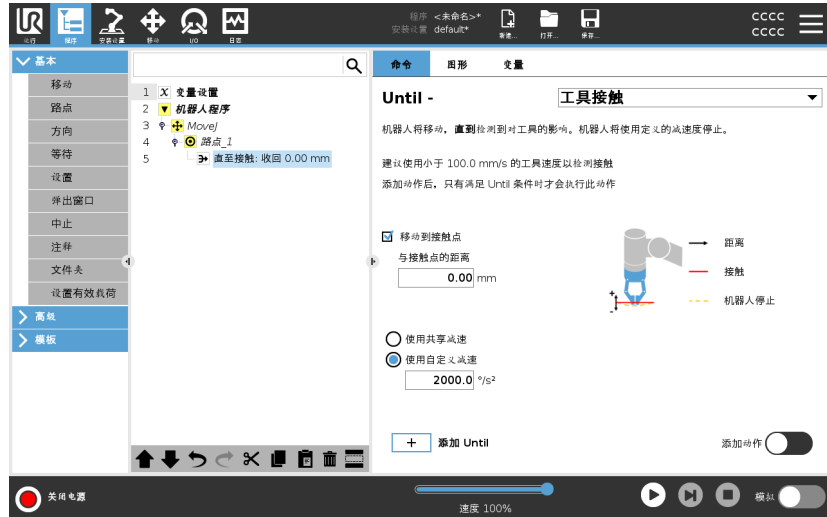 UR
运行
程序
安装设置
移动
I/O
日志
程序 <未命名>*
安装设置 default*
新建...
打开...
保存...
CCCC
CCCC
基本
移动
路点
方向
等待
设置
弹出窗口
中止
注释
文件夹
设置有效载荷
高级
模板
1 X 变量设置
2 机器人程序
3 MoveJ
4 路点_1
5 直至接触: 收回 0.00 mm
命令 图形 变量
Until - 工具接触
机器人将移动，直到检测到对工具的影响。机器人将使用定义的减速度停止。
建议使用小于 100.0 mm/s 的工具速度以检测接触
添加动作后，只有满足 Until 条件时才会执行此动作
移动到接触点
与接触点的距离
0.00 mm
距离
接触
机器人停止
+
-
使用共享减速
使用自定义减速
2000.0 °/s²
+ 添加 Until
添加动作
关闭电源
速度 100%
模拟